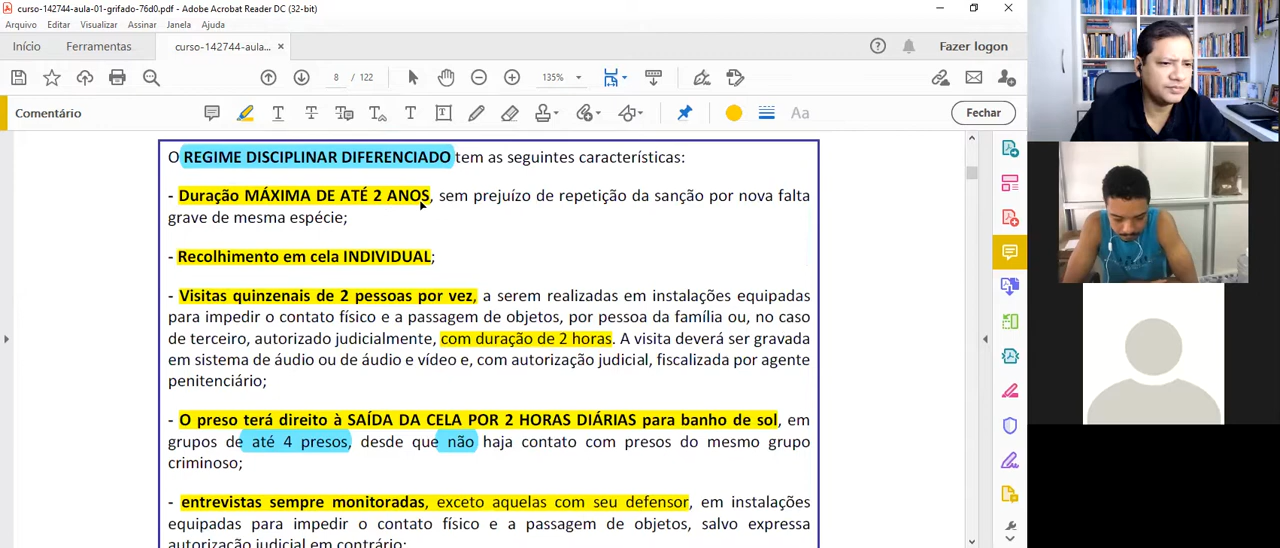 curso-142744-aula-01-grifado-76d0.pdf - Adobe Acrobat Reader DC (32-bit)
Arquivo Editar Visualizar Assinar Janela Ajuda
Início Ferramentas curso-142744-aula... × Fazer logon
8 / 122 135%
Comentário Aa Fechar
O REGIME DISCIPLINAR DIFERENCIADO tem as seguintes características:
- Duração MÁXIMA DE ATÉ 2 ANOS, sem prejuízo de repetição da sanção por nova falta
grave de mesma espécie;
- Recolhimento em cela INDIVIDUAL;
- Visitas quinzenais de 2 pessoas por vez, a serem realizadas em instalações equipadas
para impedir o contato físico e a passagem de objetos, por pessoa da família ou, no caso
de terceiro, autorizado judicialmente, com duração de 2 horas. A visita deverá ser gravada
em sistema de áudio ou de áudio e vídeo e, com autorização judicial, fiscalizada por agente
penitenciário;
- O preso terá direito à SAÍDA DA CELA POR 2 HORAS DIÁRIAS para banho de sol, em
grupos de até 4 presos, desde que não haja contato com presos do mesmo grupo
criminoso;
- entrevistas sempre monitoradas, exceto aquelas com seu defensor, em instalações
equipadas para impedir o contato físico e a passagem de objetos, salvo expressa
autorização judicial em contrário;